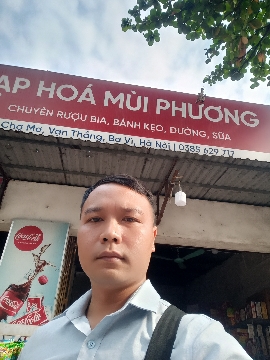 ẠP HOÁ MÙI PHƯƠNG
CHUYÊN RƯỢU BIA, BÁNH KẸO, ĐƯỜNG, SỮA
Chợ Mơ, Vạn Thắng, Ba Vì, Hà Nội | 0385 629 717
Coca-Cola